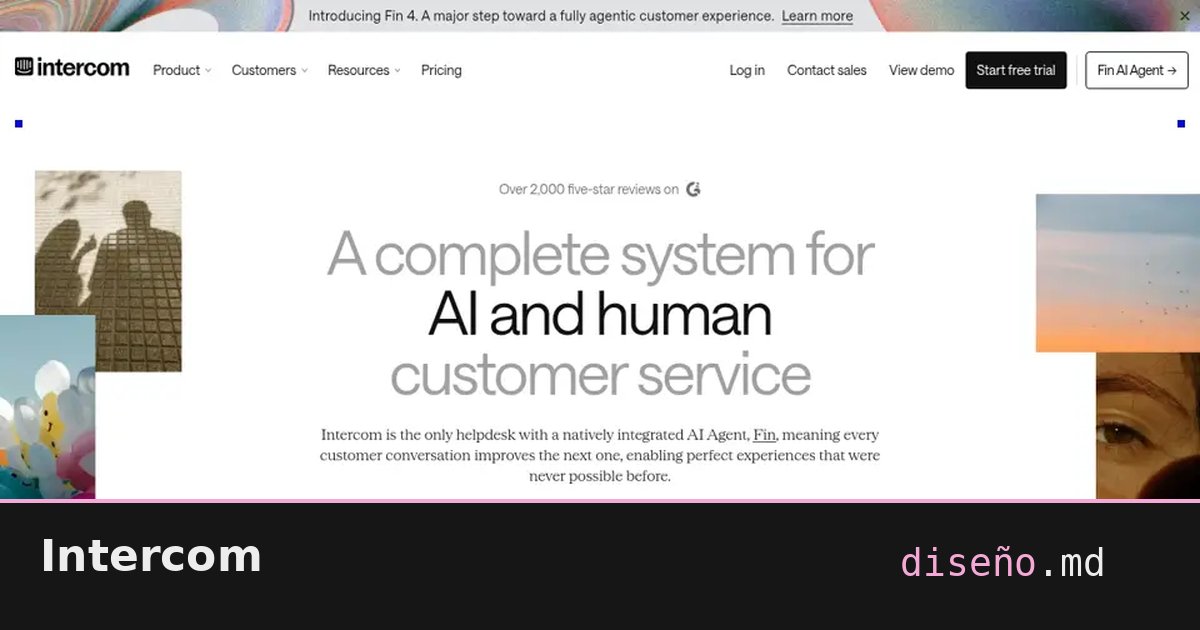 Introducing Fin 4. A major step toward a fully agentic customer experience. Learn more ×
intercom Product Customers Resources Pricing Log in Contact sales View demo Start free trial Fin AI Agent →
Over 2,000 five-star reviews on
A complete system for
AI and human
customer service
Intercom is the only helpdesk with a natively integrated AI Agent, Fin, meaning every
customer conversation improves the next one, enabling perfect experiences that were
never possible before.
Intercom
diseño.md